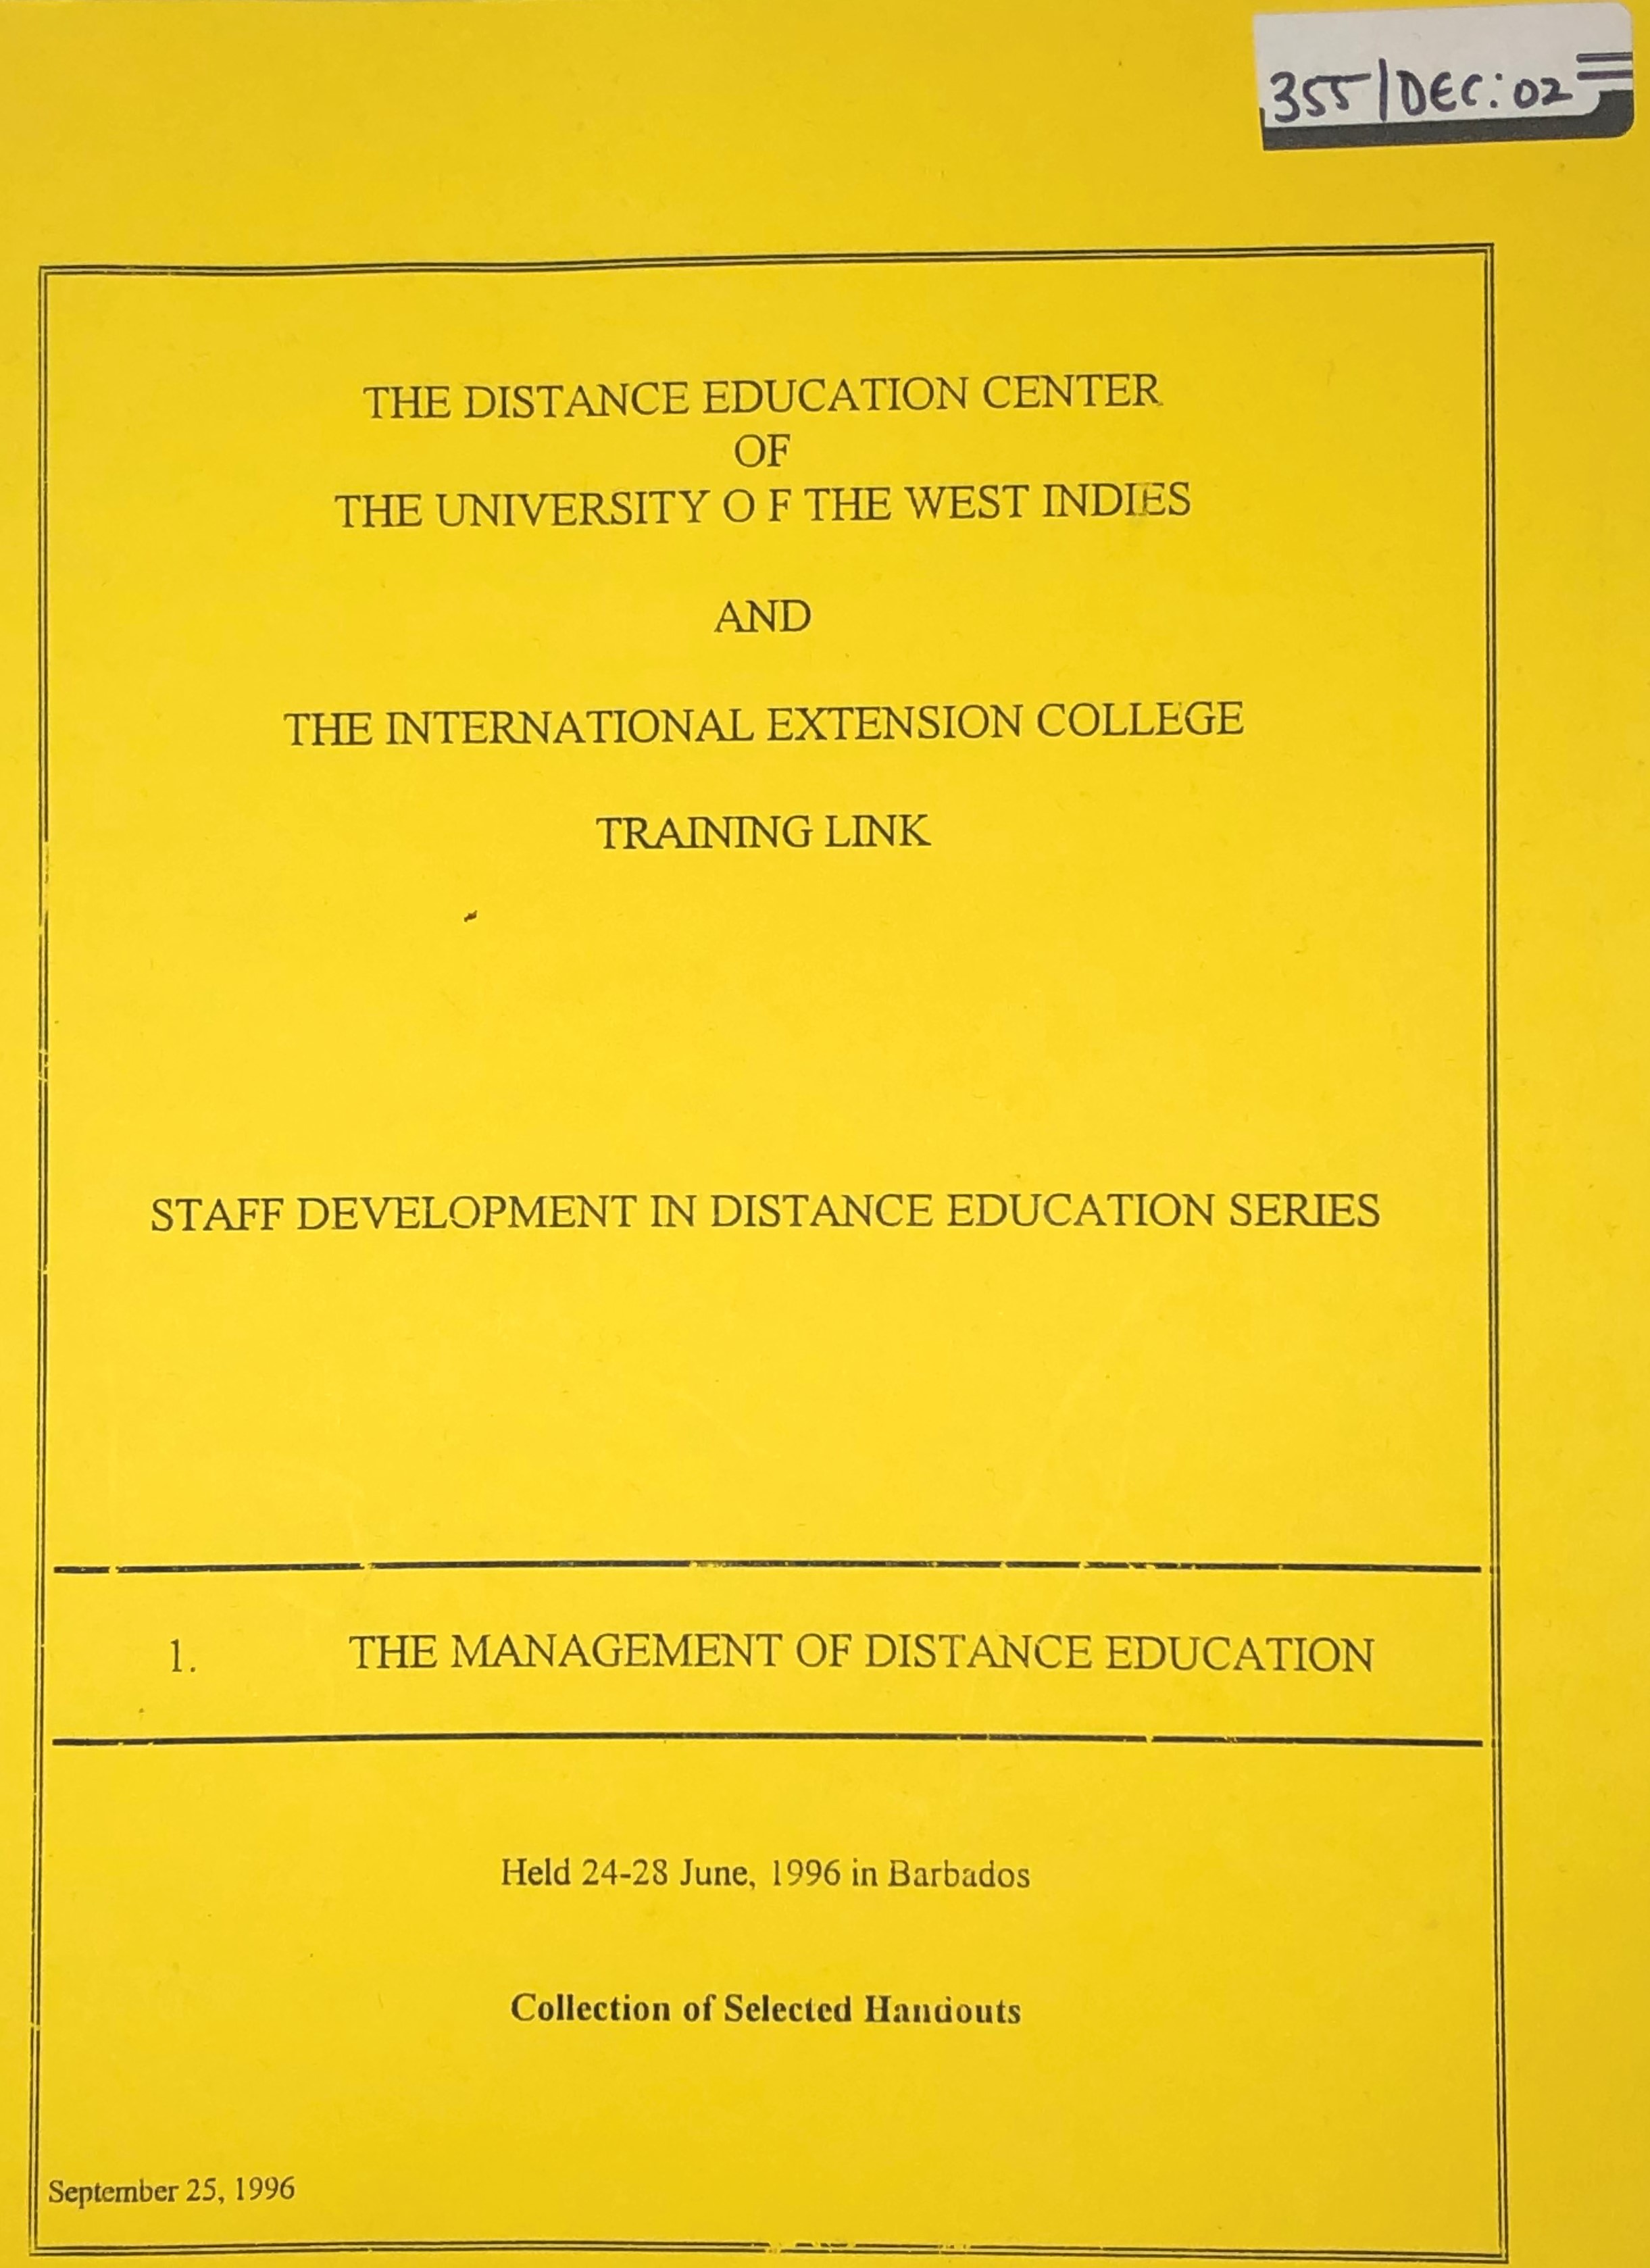 355/DEC:02
THE DISTANCE EDUCATION CENTER
OF
THE UNIVERSITY O F THE WEST INDIES
AND
THE INTERNATIONAL EXTENSION COLLEGE
TRAINING LINK
STAFF DEVELOPMENT IN DISTANCE EDUCATION SERIES
1. THE MANAGEMENT OF DISTANCE EDUCATION
Held 24-28 June, 1996 in Barbados
Collection of Selected Handouts
September 25, 1996